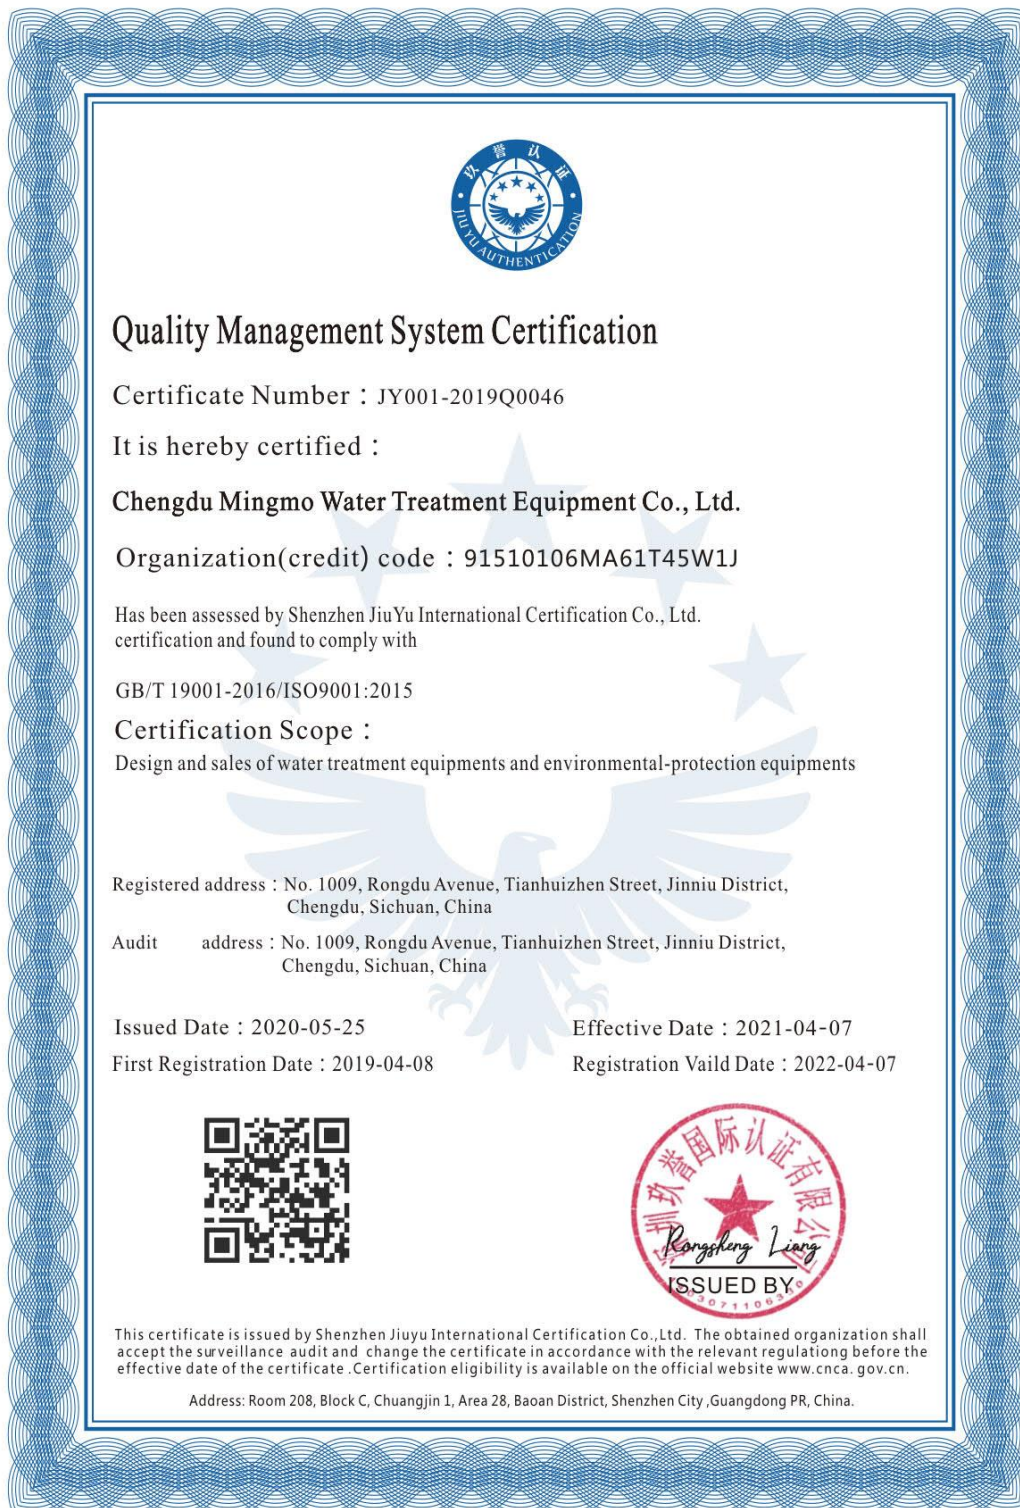 玖誉认证
JIU YU AUTHENTICATION
Quality Management System Certification
Certificate Number：JY001-2019Q0046
It is hereby certified：
Chengdu Mingmo Water Treatment Equipment Co., Ltd.
Organization(credit) code：91510106MA61T45W1J
Has been assessed by Shenzhen JiuYu International Certification Co., Ltd.
certification and found to comply with
GB/T 19001-2016/ISO9001:2015
Certification Scope：
Design and sales of water treatment equipments and environmental-protection equipments
Registered address：No. 1009, Rongdu Avenue, Tianhuizhen Street, Jinniu District,
Chengdu, Sichuan, China
Audit address：No. 1009, Rongdu Avenue, Tianhuizhen Street, Jinniu District,
Chengdu, Sichuan, China
Issued Date：2020-05-25 Effective Date：2021-04-07
First Registration Date：2019-04-08 Registration Vaild Date：2022-04-07
深圳玖誉国际认证有限公司
Rongsheng Liang
ISSUED BY
This certificate is issued by Shenzhen Jiuyu International Certification Co.,Ltd. The obtained organization shall
accept the surveillance audit and change the certificate in accordance with the relevant regulationg before the
effective date of the certificate .Certification eligibility is available on the official website www.cnca. gov.cn.
Address: Room 208, Block C, Chuangjin 1, Area 28, Baoan District, Shenzhen City ,Guangdong PR, China.